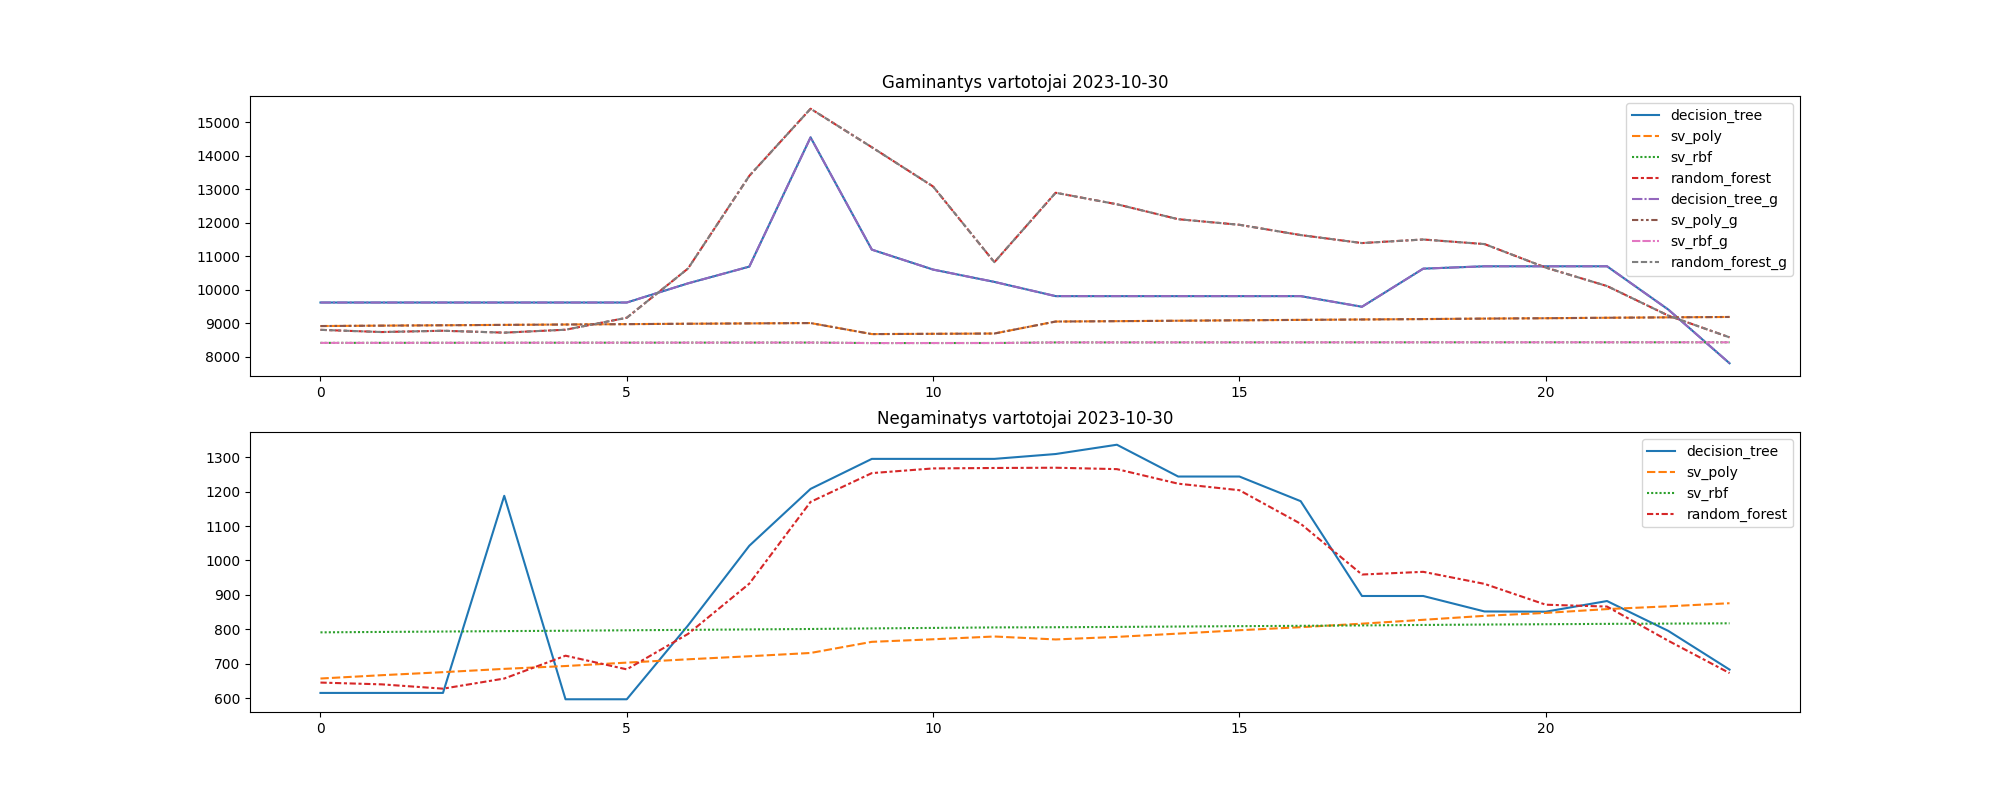 Gaminantys vartotojai 2023-10-30
15000
14000
13000
12000
11000
10000
9000
8000
decision_tree
sv_poly
sv_rbf
random_forest
decision_tree_g
sv_poly_g
sv_rbf_g
random_forest_g
0 5 10 15 20
Negaminatys vartotojai 2023-10-30
1300
1200
1100
1000
900
800
700
600
decision_tree
sv_poly
sv_rbf
random_forest
0 5 10 15 20